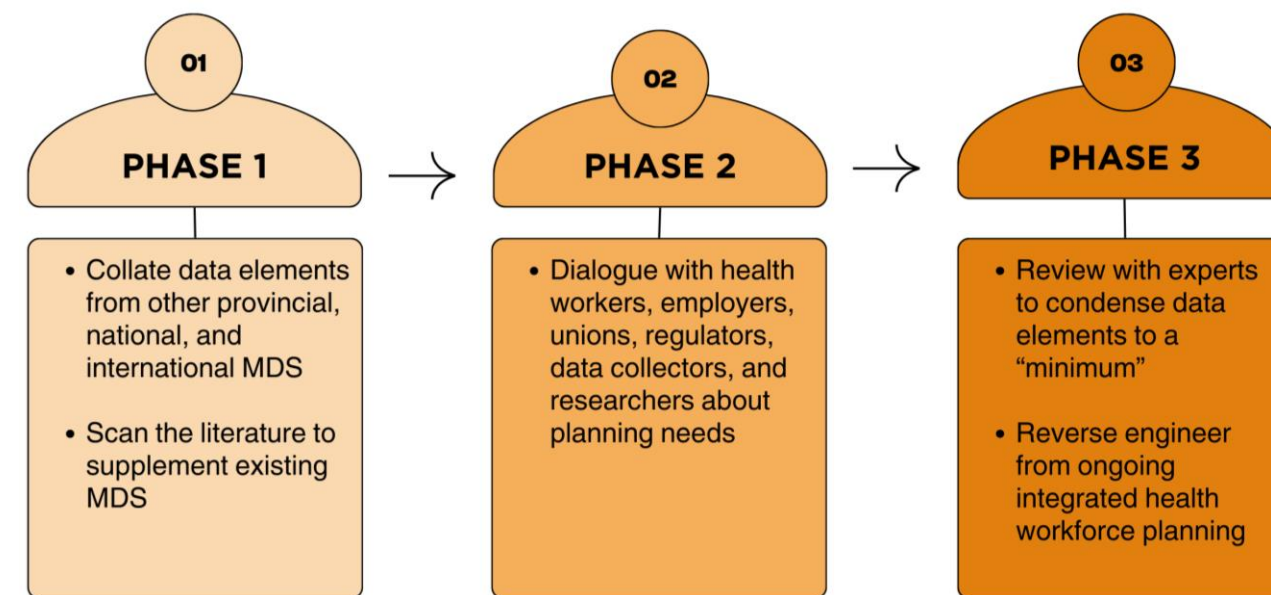 01
PHASE 1
• Collate data elements
from other provincial,
national, and
international MDS
• Scan the literature to
supplement existing
MDS
02
PHASE 2
• Dialogue with health
workers, employers,
unions, regulators,
data collectors, and
researchers about
planning needs
03
PHASE 3
• Review with experts
to condense data
elements to a
“minimum”
• Reverse engineer
from ongoing
integrated health
workforce planning